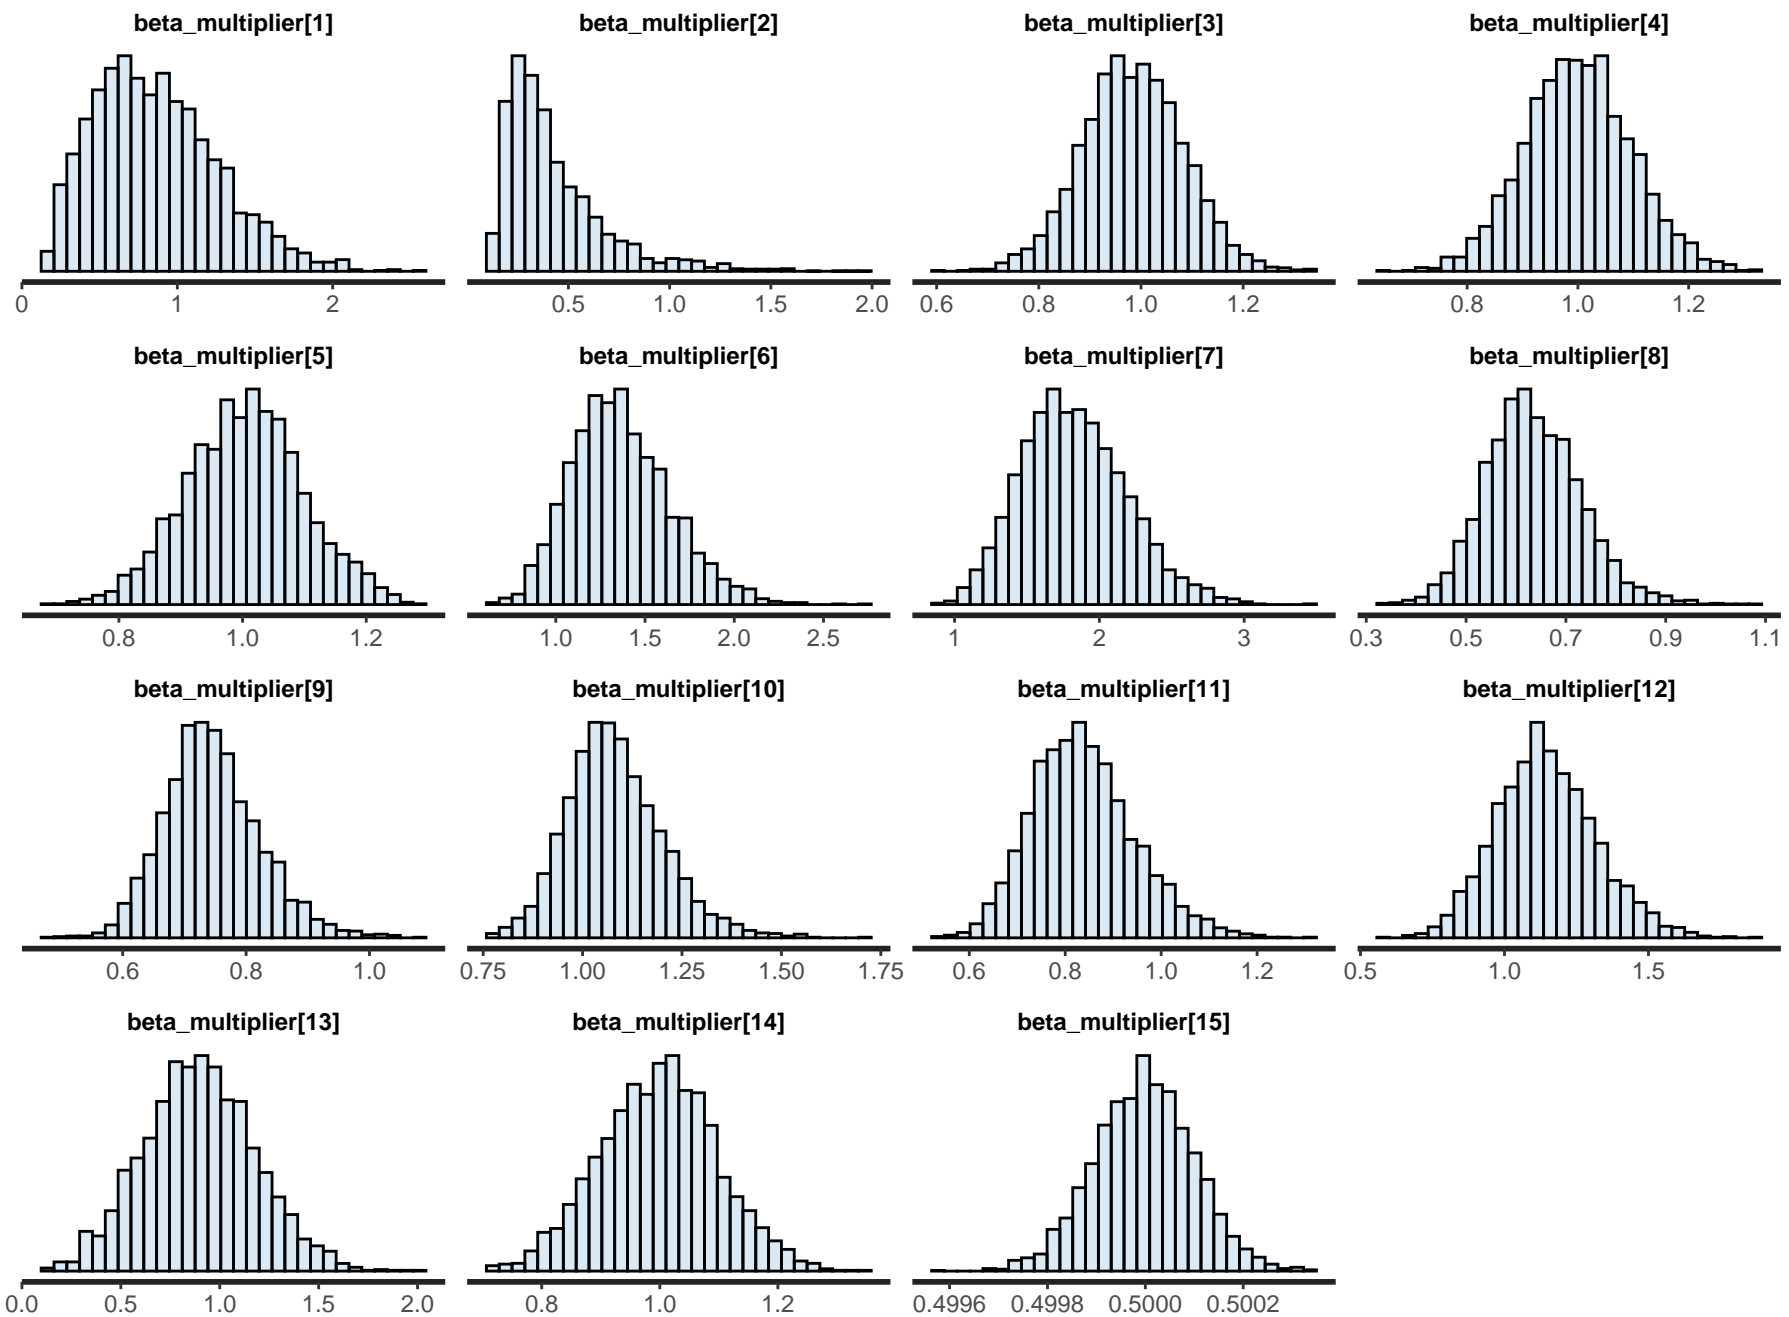 beta_multiplier[1] beta_multiplier[2] beta_multiplier[3] beta_multiplier[4]
0 1 2 0.5 1.0 1.5 2.0 0.6 0.8 1.0 1.2 0.8 1.0 1.2
beta_multiplier[5] beta_multiplier[6] beta_multiplier[7] beta_multiplier[8]
0.8 1.0 1.2 1.0 1.5 2.0 2.5 1 2 3 0.3 0.5 0.7 0.9 1.1
beta_multiplier[9] beta_multiplier[10] beta_multiplier[11] beta_multiplier[12]
0.6 0.8 1.0 0.75 1.00 1.25 1.50 1.75 0.6 0.8 1.0 1.2 0.5 1.0 1.5
beta_multiplier[13] beta_multiplier[14] beta_multiplier[15]
0.0 0.5 1.0 1.5 2.0 0.8 1.0 1.2 0.4996 0.4998 0.5000 0.5002